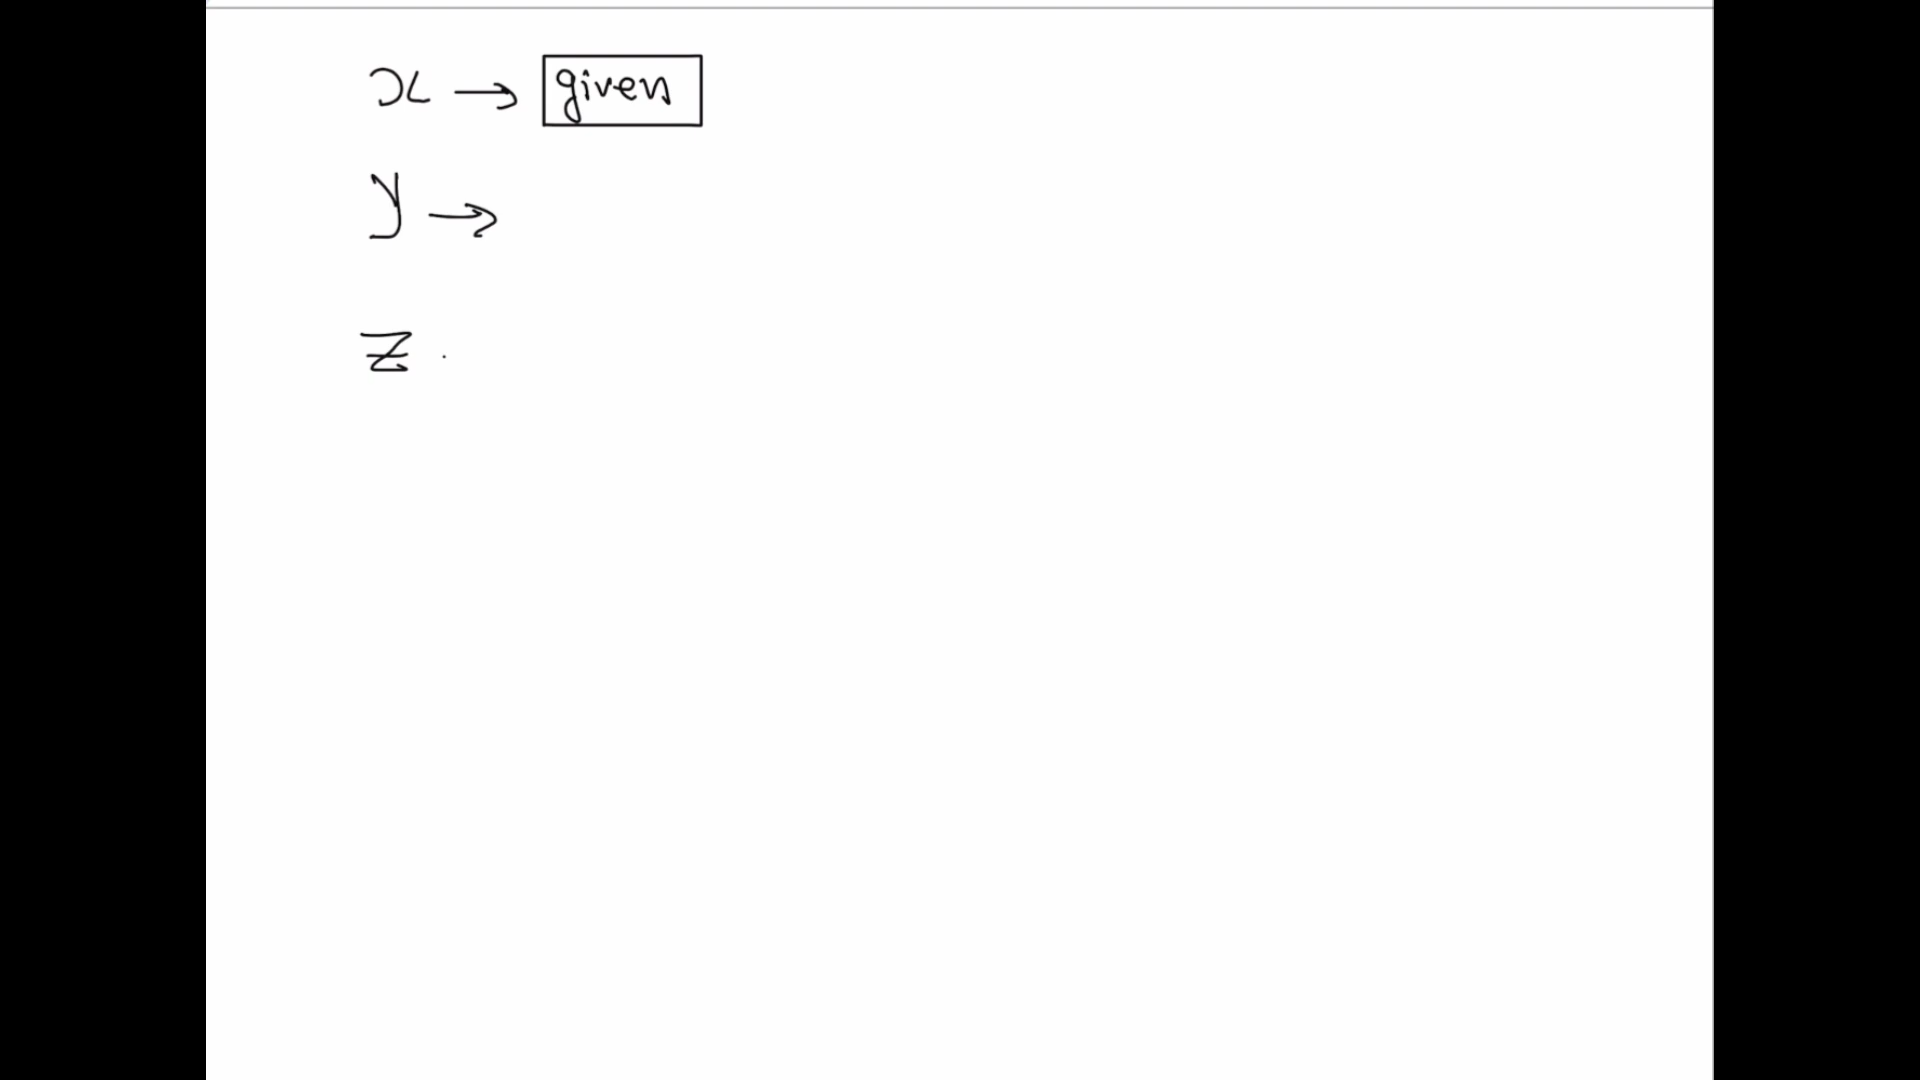 x → given
y →
z .